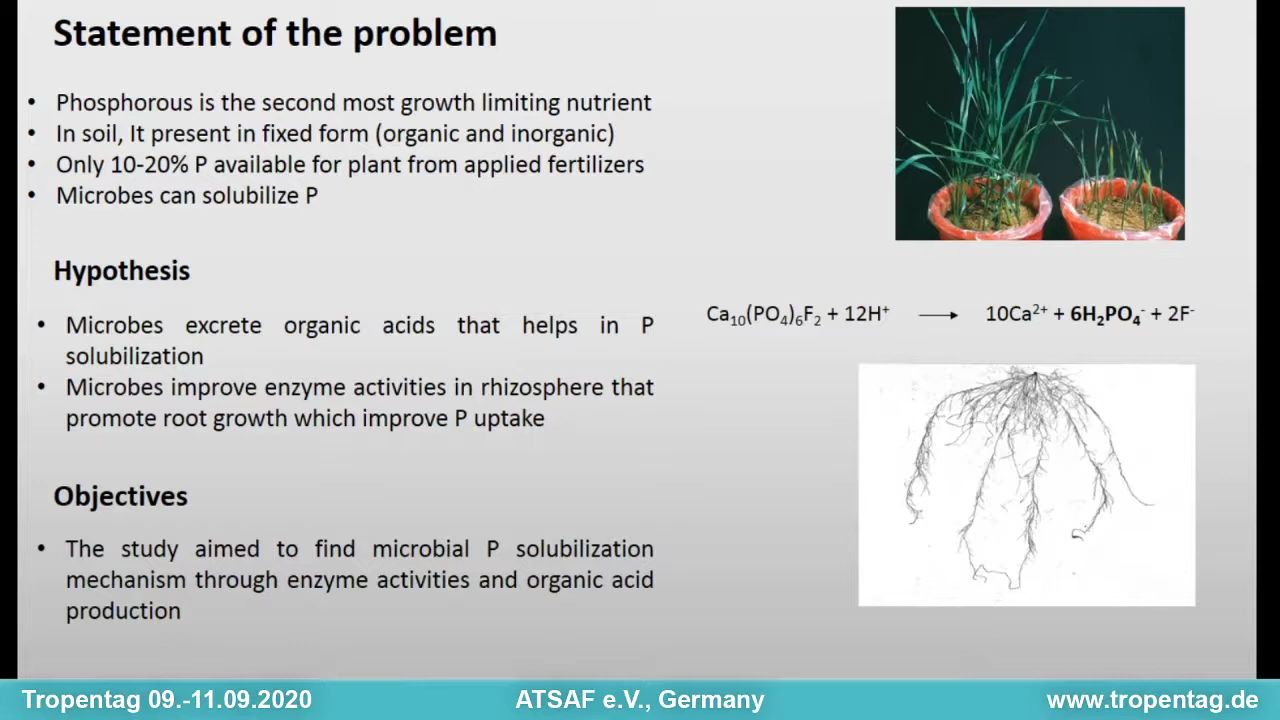 Statement of the problem
• Phosphorous is the second most growth limiting nutrient
• In soil, It present in fixed form (organic and inorganic)
• Only 10-20% P available for plant from applied fertilizers
• Microbes can solubilize P
Hypothesis
• Microbes excrete organic acids that helps in P
solubilization
• Microbes improve enzyme activities in rhizosphere that
promote root growth which improve P uptake
Ca₁₀(PO₄)₆F₂ + 12H⁺ ⟶ 10Ca²⁺ + 6H₂PO₄⁻ + 2F⁻
Objectives
• The study aimed to find microbial P solubilization
mechanism through enzyme activities and organic acid
production
Tropentag 09.-11.09.2020 ATSAF e.V., Germany www.tropentag.de